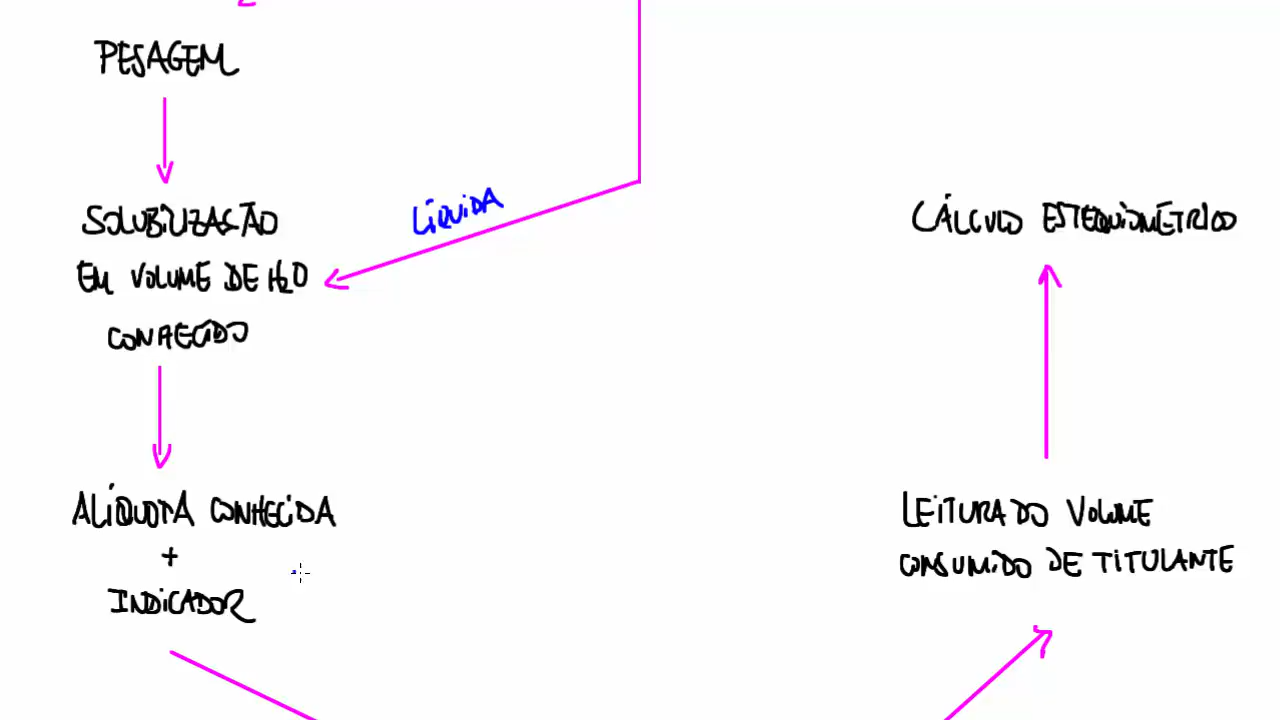 PESAGEM
SOLUBILIZAÇÃO
EM VOLUME DE H2O
CONHECIDO
LÍQUIDA
ALÍQUOTA CONHECIDA
+
INDICADOR
CÁLCULO ESTEQUIOMÉTRICO
LEITURA DO VOLUME
CONSUMIDO DE TITULANTE